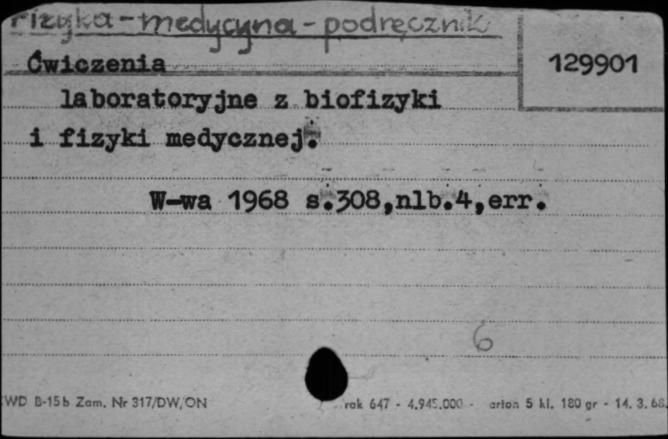 Fizyka - medycyna - podręcznik
129901
Ćwiczenia
laboratoryjne z biofizyki
i fizyki medycznej.
W-wa 1968 s.308,nlb.4,err.
6
WD B-15b Zam. Nr 317/DW/ON rak 647 - 4.945.000 - arton 5 kl. 180 gr - 14. 3. 68.